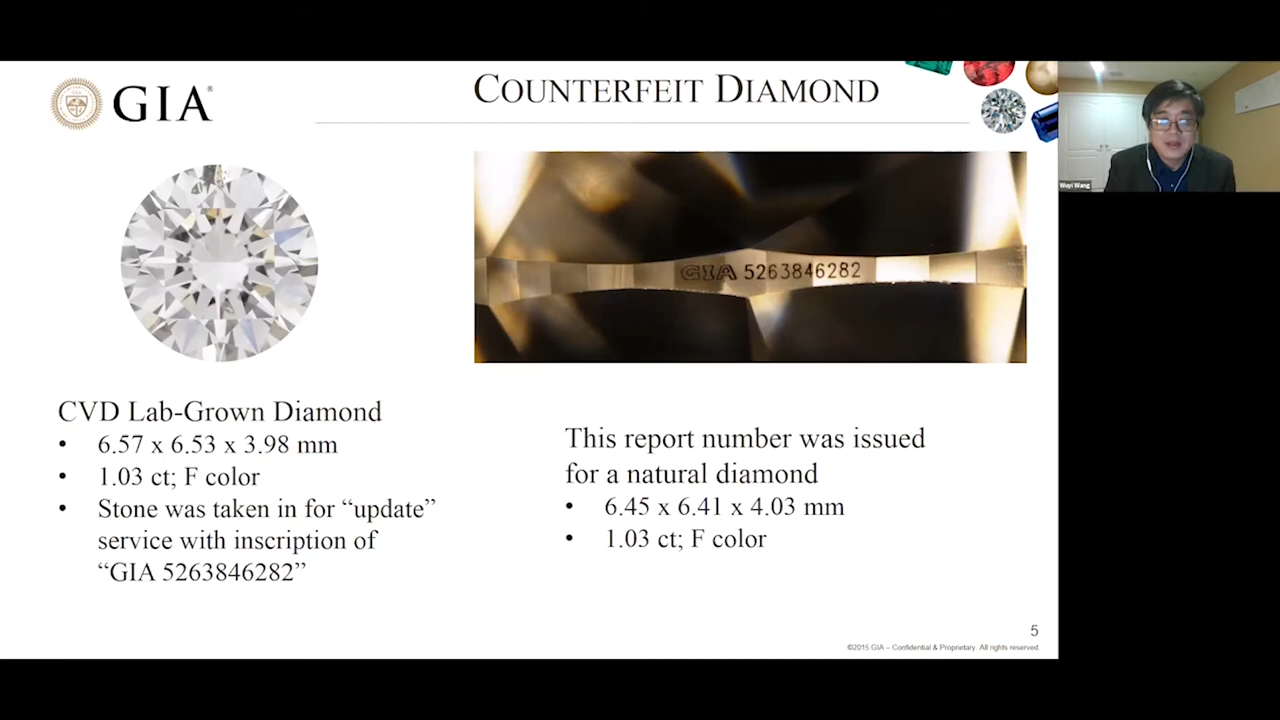 GIA®
COUNTERFEIT DIAMOND
GIA 5263846282
Wuyi Wang
CVD Lab-Grown Diamond
• 6.57 x 6.53 x 3.98 mm
• 1.03 ct; F color
• Stone was taken in for “update”
service with inscription of
“GIA 5263846282”
This report number was issued
for a natural diamond
• 6.45 x 6.41 x 4.03 mm
• 1.03 ct; F color
5
©2015 GIA – Confidential & Proprietary. All rights reserved.